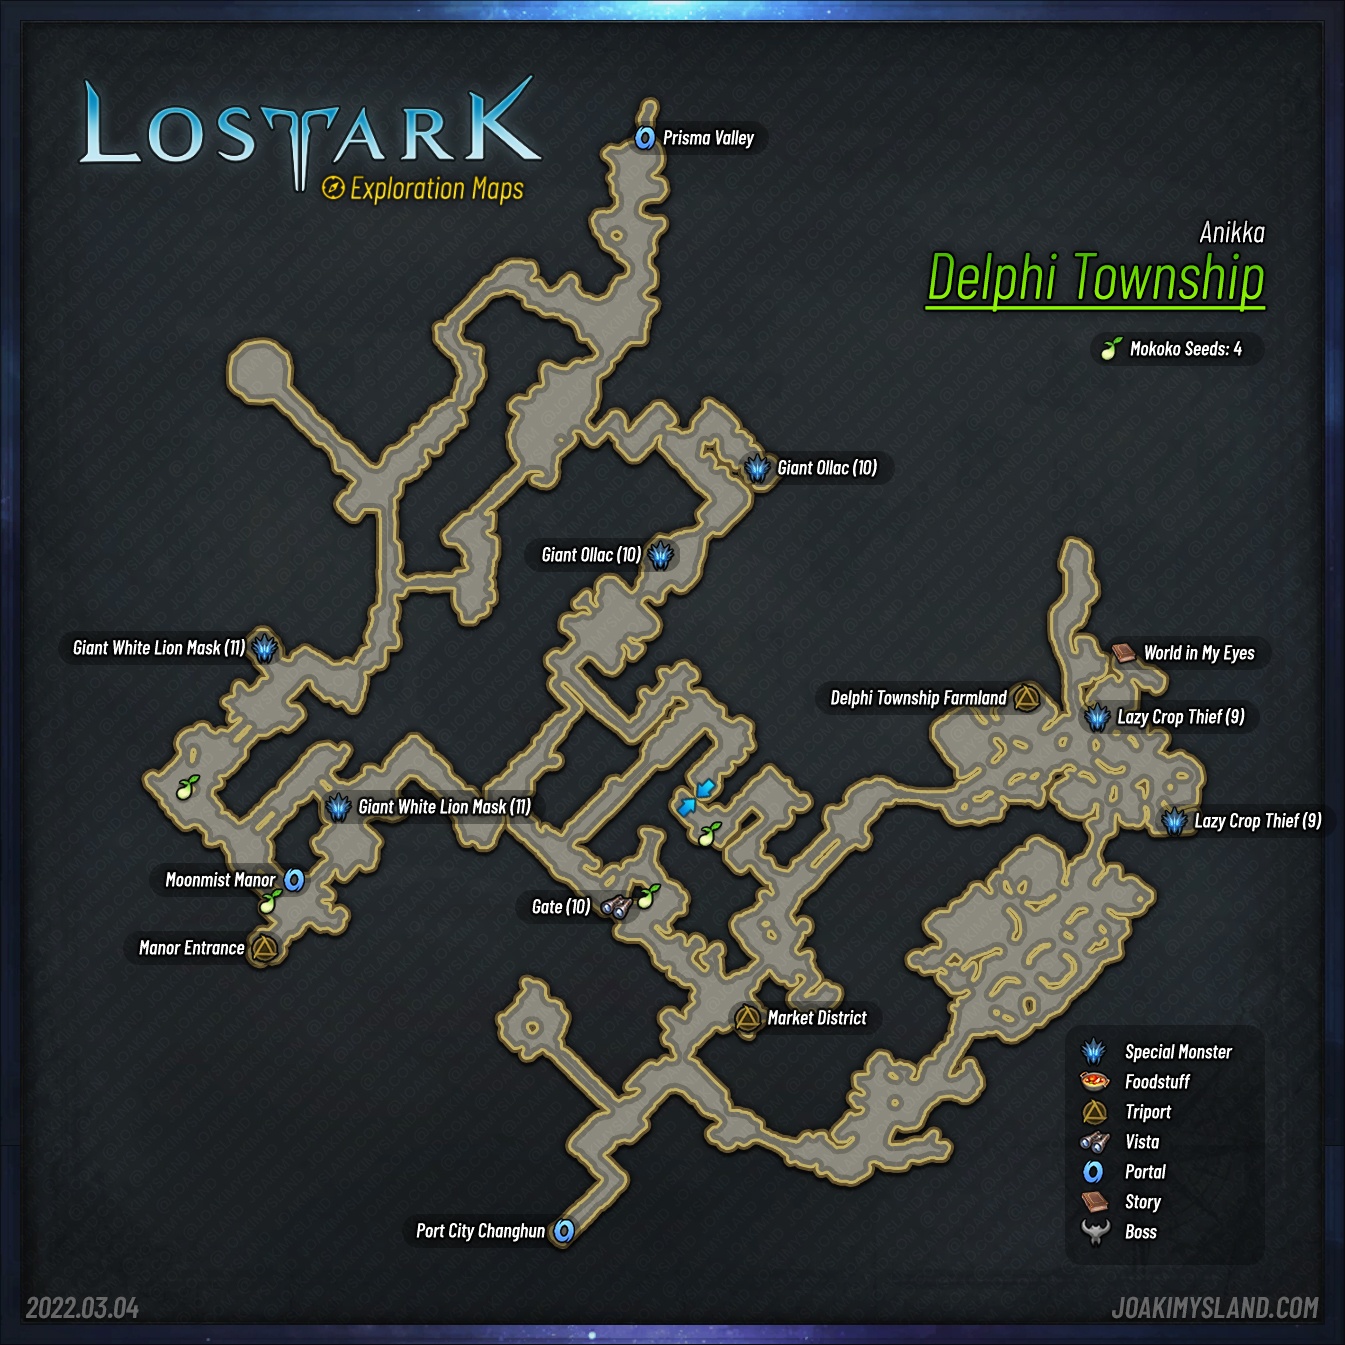 LOSTARK
Exploration Maps
Prisma Valley
Anikka
Delphi Township
Mokoko Seeds: 4
Giant Ollac (10)
Giant Ollac (10)
Giant White Lion Mask (11)
World in My Eyes
Delphi Township Farmland
Lazy Crop Thief (9)
Giant White Lion Mask (11)
Lazy Crop Thief (9)
Moonmist Manor
Gate (10)
Manor Entrance
Market District
Port City Changhun
Special Monster
Foodstuff
Triport
Vista
Portal
Story
Boss
2022.03.04
JOAKIMYSLAND.COM